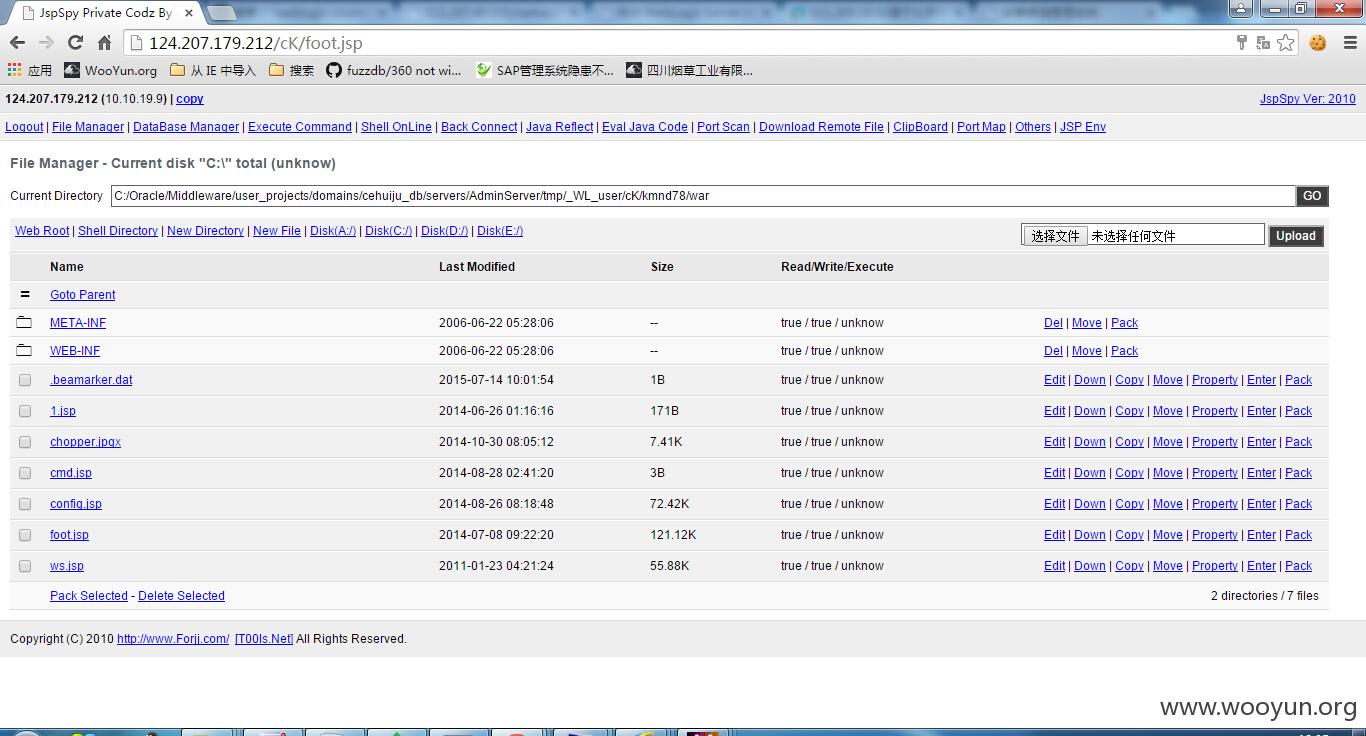 JspSpy Private Codz By
124.207.179.212/cK/foot.jsp
应用 WooYun.org 从 IE 中导入 搜索 fuzzdb/360 not wi... SAP管理系统隐患不... 四川烟草工业有限...
124.207.179.212 (10.10.19.9) | copy JspSpy Ver: 2010
Logout | File Manager | DataBase Manager | Execute Command | Shell OnLine | Back Connect | Java Reflect | Eval Java Code | Port Scan | Download Remote File | ClipBoard | Port Map | Others | JSP Env
File Manager - Current disk "C:\" total (unknow)
Current Directory C:/Oracle/Middleware/user_projects/domains/cehuiju_db/servers/AdminServer/tmp/_WL_user/cK/kmnd78/war GO
Web Root | Shell Directory | New Directory | New File | Disk(A:/) | Disk(C:/) | Disk(D:/) | Disk(E:/) 选择文件 未选择任何文件 Upload
Name Last Modified Size Read/Write/Execute
= Goto Parent
META-INF 2006-06-22 05:28:06 -- true / true / unknow Del | Move | Pack
WEB-INF 2006-06-22 05:28:06 -- true / true / unknow Del | Move | Pack
.beamarker.dat 2015-07-14 10:01:54 1B true / true / unknow Edit | Down | Copy | Move | Property | Enter | Pack
1.jsp 2014-06-26 01:16:16 171B true / true / unknow Edit | Down | Copy | Move | Property | Enter | Pack
chopper.jpgx 2014-10-30 08:05:12 7.41K true / true / unknow Edit | Down | Copy | Move | Property | Enter | Pack
cmd.jsp 2014-08-28 02:41:20 3B true / true / unknow Edit | Down | Copy | Move | Property | Enter | Pack
config.jsp 2014-08-26 08:18:48 72.42K true / true / unknow Edit | Down | Copy | Move | Property | Enter | Pack
foot.jsp 2014-07-08 09:22:20 121.12K true / true / unknow Edit | Down | Copy | Move | Property | Enter | Pack
ws.jsp 2011-01-23 04:21:24 55.88K true / true / unknow Edit | Down | Copy | Move | Property | Enter | Pack
Pack Selected - Delete Selected 2 directories / 7 files
Copyright (C) 2010 http://www.Forjj.com/ [T00ls.Net] All Rights Reserved.
www.wooyun.org